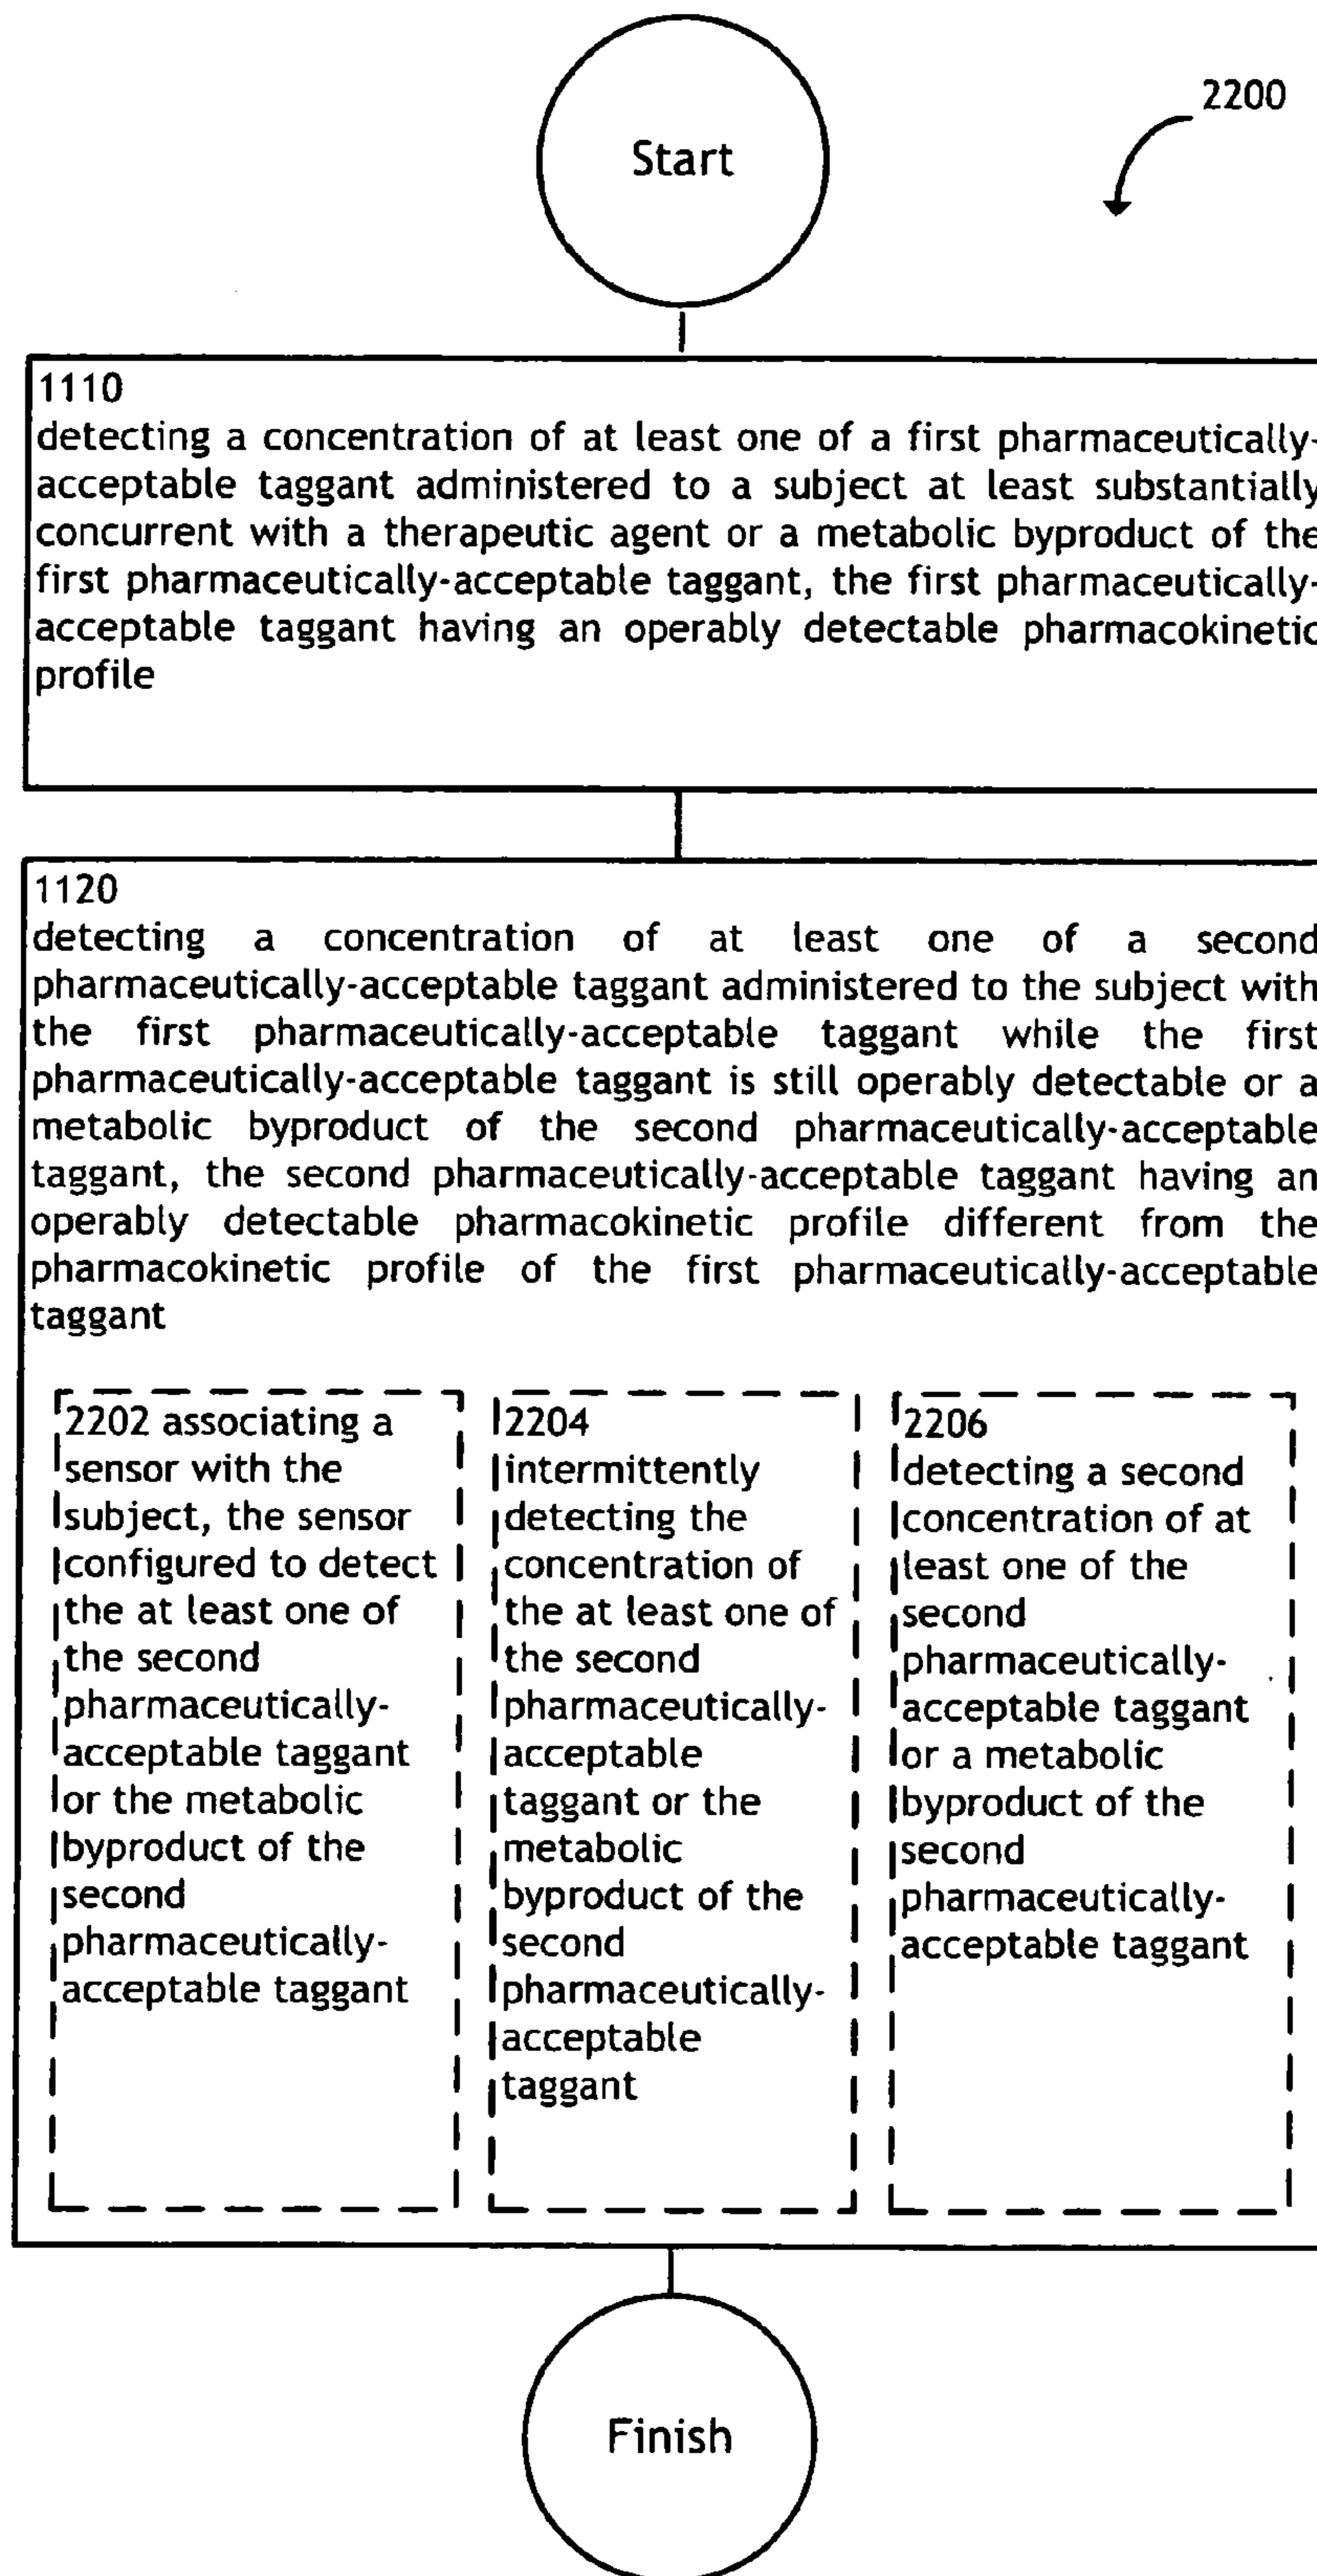 Start
2200
1110
detecting a concentration of at least one of a first pharmaceutically-
acceptable taggant administered to a subject at least substantially
concurrent with a therapeutic agent or a metabolic byproduct of the
first pharmaceutically-acceptable taggant, the first pharmaceutically-
acceptable taggant having an operably detectable pharmacokinetic
profile
1120
detecting a concentration of at least one of a second
pharmaceutically-acceptable taggant administered to the subject with
the first pharmaceutically-acceptable taggant while the first
pharmaceutically-acceptable taggant is still operably detectable or a
metabolic byproduct of the second pharmaceutically-acceptable
taggant, the second pharmaceutically-acceptable taggant having an
operably detectable pharmacokinetic profile different from the
pharmacokinetic profile of the first pharmaceutically-acceptable
taggant
2202 associating a
sensor with the
subject, the sensor
configured to detect
the at least one of
the second
pharmaceutically-
acceptable taggant
or the metabolic
byproduct of the
second
pharmaceutically-
acceptable taggant
2204
intermittently
detecting the
concentration of
the at least one of
the second
pharmaceutically-
acceptable
taggant or the
metabolic
byproduct of the
second
pharmaceutically-
acceptable
taggant
2206
detecting a second
concentration of at
least one of the
second
pharmaceutically-
acceptable taggant
or a metabolic
byproduct of the
second
pharmaceutically-
acceptable taggant
Finish